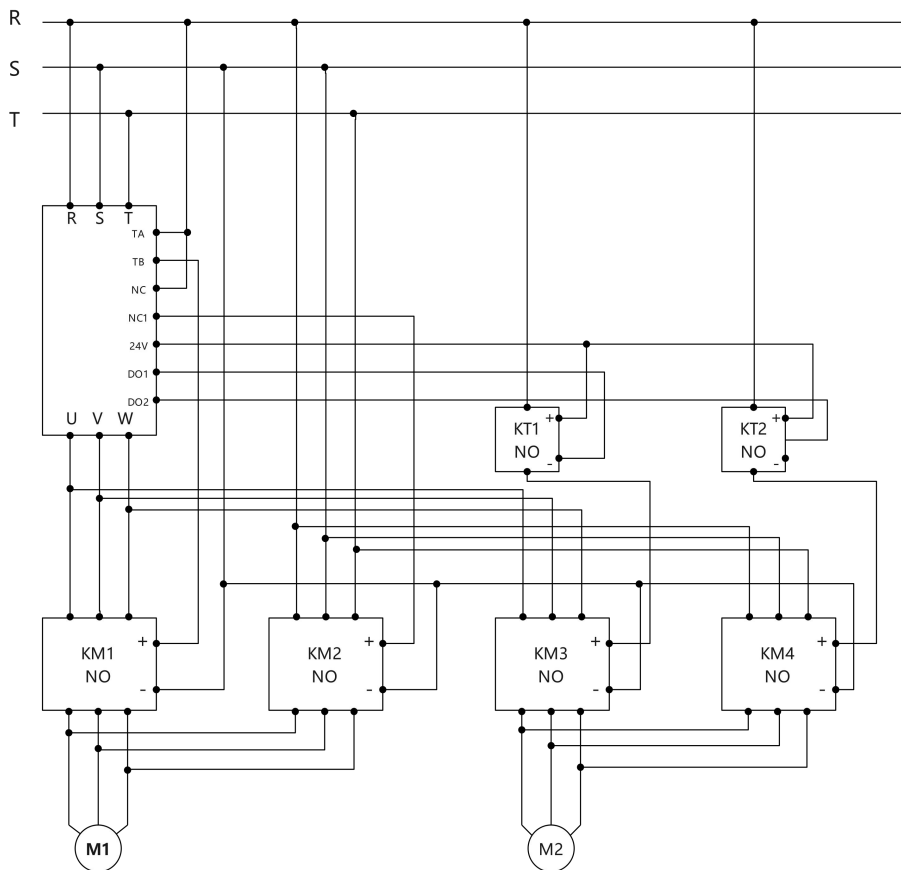 R
S
T
R S T
TA
TB
NC
NC1
24V
DO1
DO2
U V W
KT1
NO
+
-
KT2
NO
+
-
KM1
NO
+
-
KM2
NO
+
-
KM3
NO
+
-
KM4
NO
+
-
M1
M2